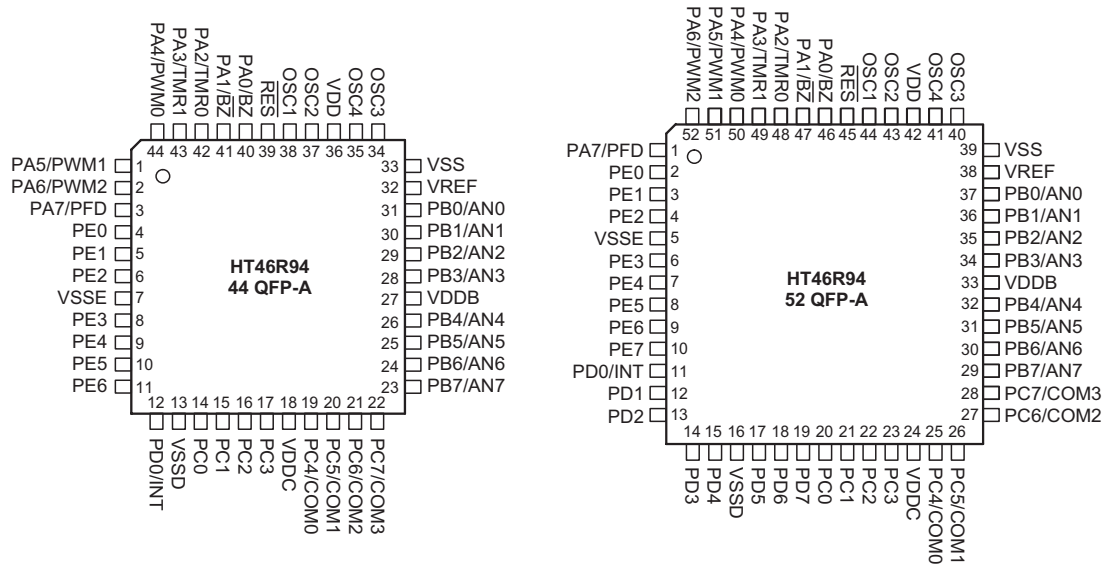 PA4/PWM0
PA3/TMR1
PA2/TMR0
PA1/B̅Z̅
PA0/BZ
R̅E̅S̅
OSC1
OSC2
VDD
OSC4
OSC3
44 43 42 41 40 39 38 37 36 35 34
PA5/PWM1 1
PA6/PWM2 2
PA7/PFD 3
PE0 4
PE1 5
PE2 6
VSSE 7
PE3 8
PE4 9
PE5 10
PE6 11
HT46R94
44 QFP-A
33 VSS
32 VREF
31 PB0/AN0
30 PB1/AN1
29 PB2/AN2
28 PB3/AN3
27 VDDB
26 PB4/AN4
25 PB5/AN5
24 PB6/AN6
23 PB7/AN7
12 13 14 15 16 17 18 19 20 21 22
PD0/INT
VSSD
PC0
PC1
PC2
PC3
VDDC
PC4/COM0
PC5/COM1
PC6/COM2
PC7/COM3
PA6/PWM2
PA5/PWM1
PA4/PWM0
PA3/TMR1
PA2/TMR0
PA1/B̅Z̅
PA0/BZ
R̅E̅S̅
OSC1
OSC2
VDD
OSC4
OSC3
52 51 50 49 48 47 46 45 44 43 42 41 40
PA7/PFD 1
PE0 2
PE1 3
PE2 4
VSSE 5
PE3 6
PE4 7
PE5 8
PE6 9
PE7 10
PD0/INT 11
PD1 12
PD2 13
HT46R94
52 QFP-A
39 VSS
38 VREF
37 PB0/AN0
36 PB1/AN1
35 PB2/AN2
34 PB3/AN3
33 VDDB
32 PB4/AN4
31 PB5/AN5
30 PB6/AN6
29 PB7/AN7
28 PC7/COM3
27 PC6/COM2
14 15 16 17 18 19 20 21 22 23 24 25 26
PD3
PD4
VSSD
PD5
PD6
PD7
PC0
PC1
PC2
PC3
VDDC
PC4/COM0
PC5/COM1